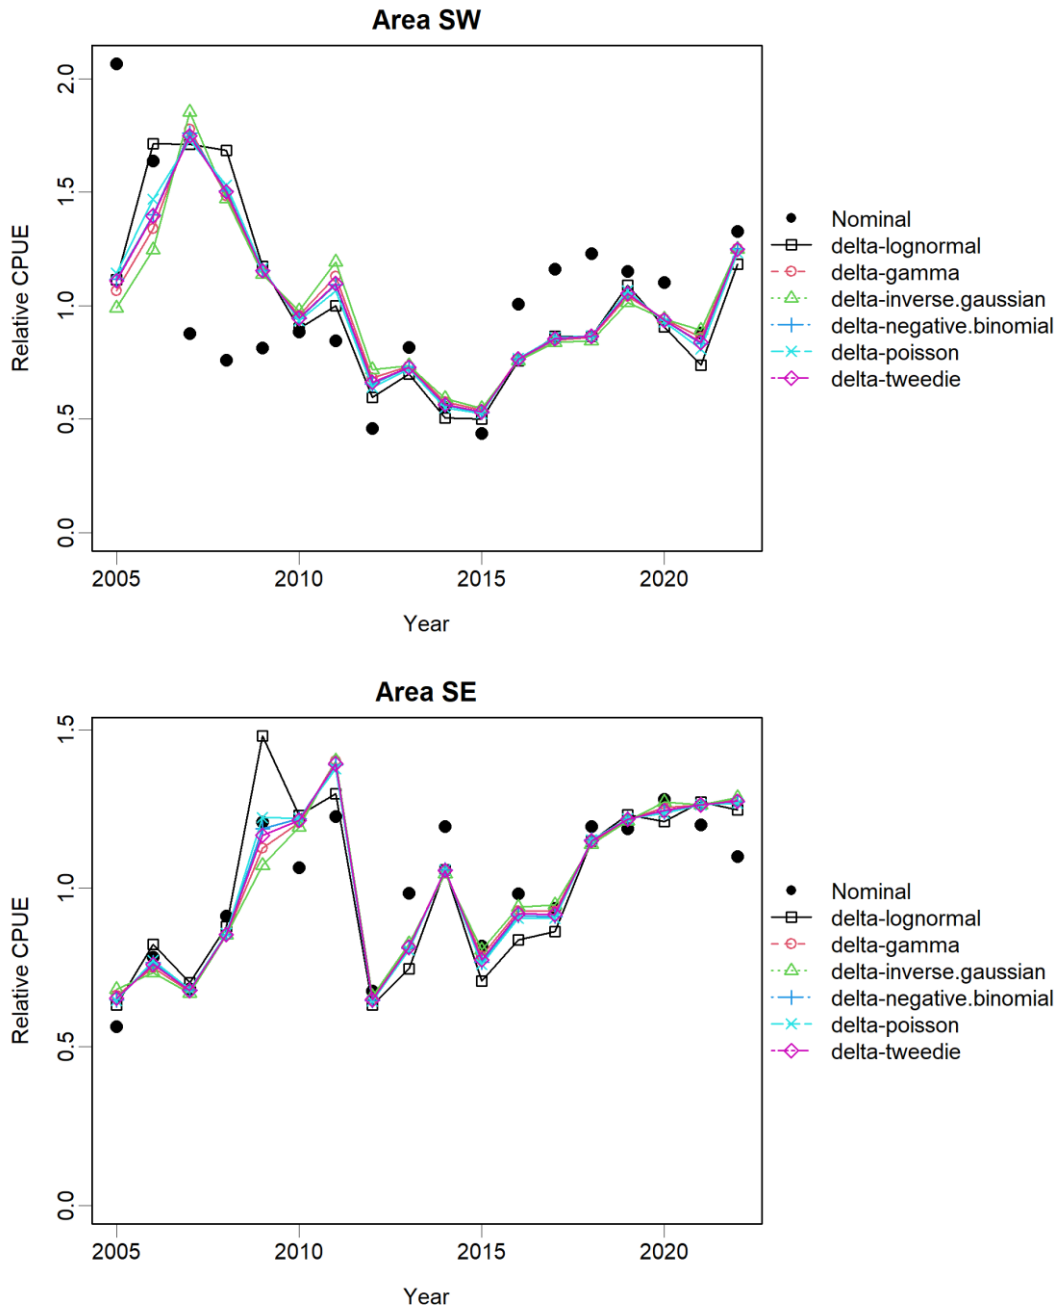 Area SW
Relative CPUE
2.0
1.5
1.0
0.5
0.0
2005 2010 2015 2020
Year
Nominal
delta-lognormal
delta-gamma
delta-inverse.gaussian
delta-negative.binomial
delta-poisson
delta-tweedie
Area SE
Relative CPUE
1.5
1.0
0.5
0.0
2005 2010 2015 2020
Year
Nominal
delta-lognormal
delta-gamma
delta-inverse.gaussian
delta-negative.binomial
delta-poisson
delta-tweedie